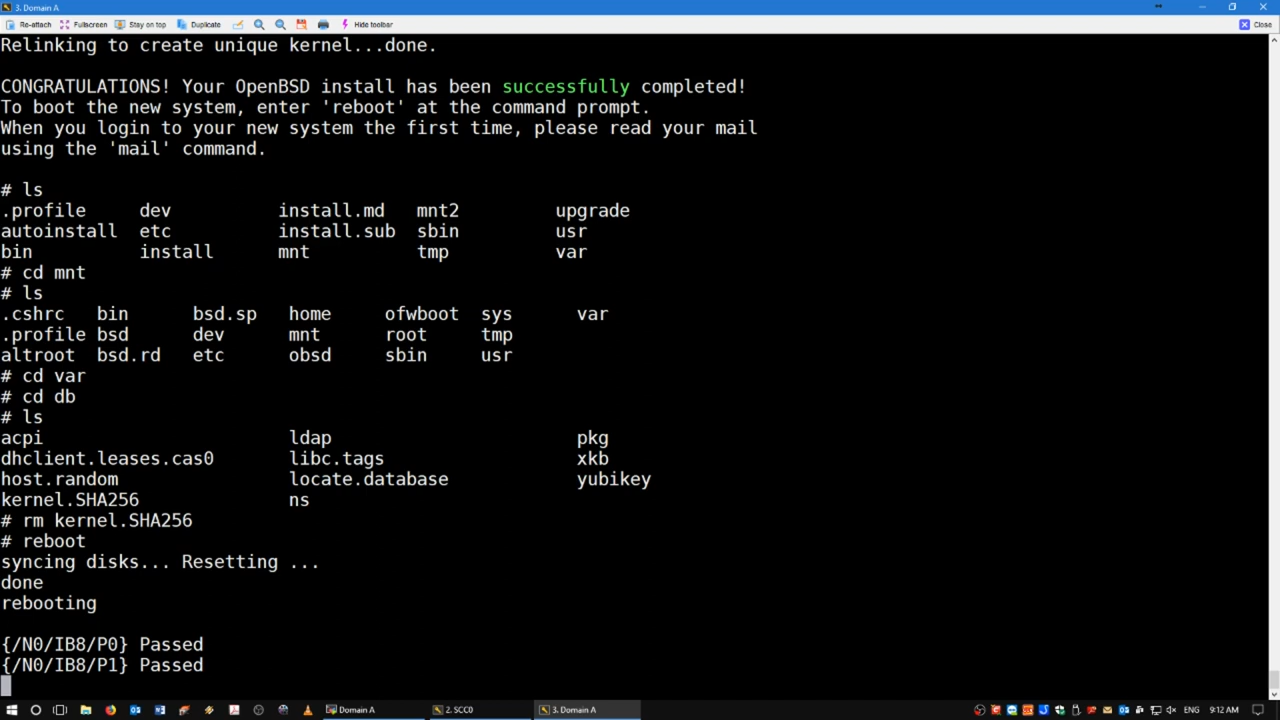 3. Domain A
Re-attach Fullscreen Stay on top Duplicate Hide toolbar Close
Relinking to create unique kernel...done.
CONGRATULATIONS! Your OpenBSD install has been successfully completed!
To boot the new system, enter 'reboot' at the command prompt.
When you login to your new system the first time, please read your mail
using the 'mail' command.
# ls
.profile dev install.md mnt2 upgrade
autoinstall etc install.sub sbin usr
bin install mnt tmp var
# cd mnt
# ls
.cshrc bin bsd.sp home ofwboot sys var
.profile bsd dev mnt root tmp
altroot bsd.rd etc obsd sbin usr
# cd var
# cd db
# ls
acpi ldap pkg
dhclient.leases.cas0 libc.tags xkb
host.random locate.database yubikey
kernel.SHA256 ns
# rm kernel.SHA256
# reboot
syncing disks... Resetting ...
done
rebooting
{/N0/IB8/P0} Passed
{/N0/IB8/P1} Passed
Domain A 2. SCC0 3. Domain A ENG 9:12 AM